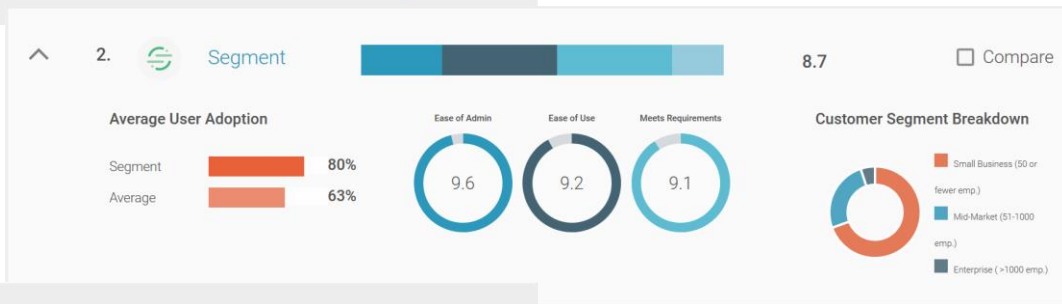 2. Segment 8.7 Compare
Average User Adoption
Segment 80%
Average 63%
Ease of Admin Ease of Use Meets Requirements
9.6 9.2 9.1
Customer Segment Breakdown
Small Business (50 or
fewer emp.)
Mid-Market (51-1000
emp.)
Enterprise ( >1000 emp.)